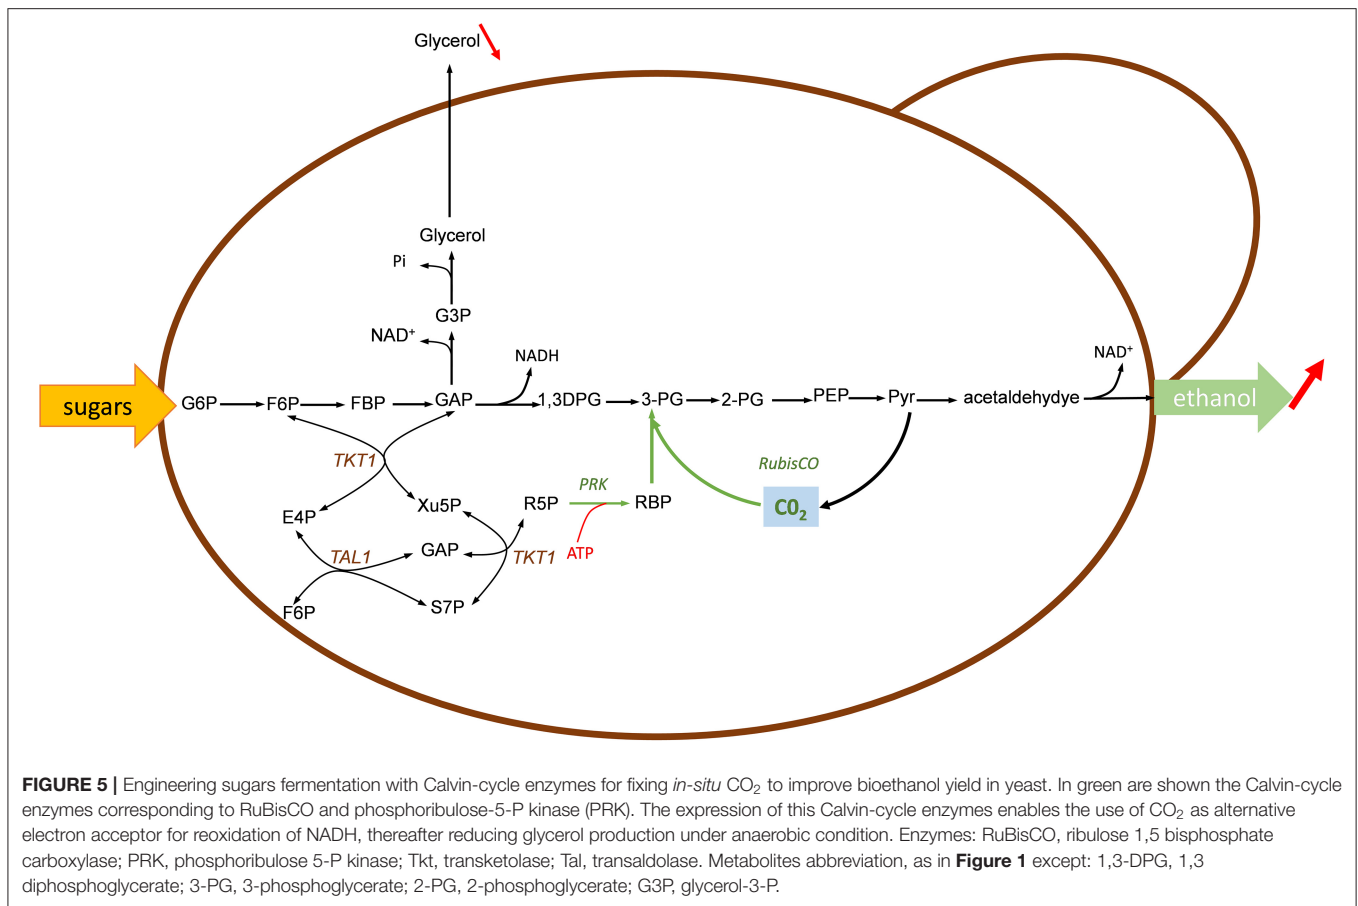 Glycerol
Glycerol
Pi
G3P
NAD⁺
NADH
NAD⁺
sugars
G6P
F6P
FBP
GAP
1,3DPG
3-PG
2-PG
PEP
Pyr
acetaldehydye
ethanol
TKT1
RubisCO
PRK
Xu5P
R5P
RBP
C0₂
E4P
GAP
TKT1
ATP
TAL1
F6P
S7P
FIGURE 5 | Engineering sugars fermentation with Calvin-cycle enzymes for fixing in-situ CO₂ to improve bioethanol yield in yeast. In green are shown the Calvin-cycle
enzymes corresponding to RuBisCO and phosphoribulose-5-P kinase (PRK). The expression of this Calvin-cycle enzymes enables the use of CO₂ as alternative
electron acceptor for reoxidation of NADH, thereafter reducing glycerol production under anaerobic condition. Enzymes: RuBisCO, ribulose 1,5 bisphosphate
carboxylase; PRK, phosphoribulose 5-P kinase; Tkt, transketolase; Tal, transaldolase. Metabolites abbreviation, as in Figure 1 except: 1,3-DPG, 1,3
diphosphoglycerate; 3-PG, 3-phosphoglycerate; 2-PG, 2-phosphoglycerate; G3P, glycerol-3-P.